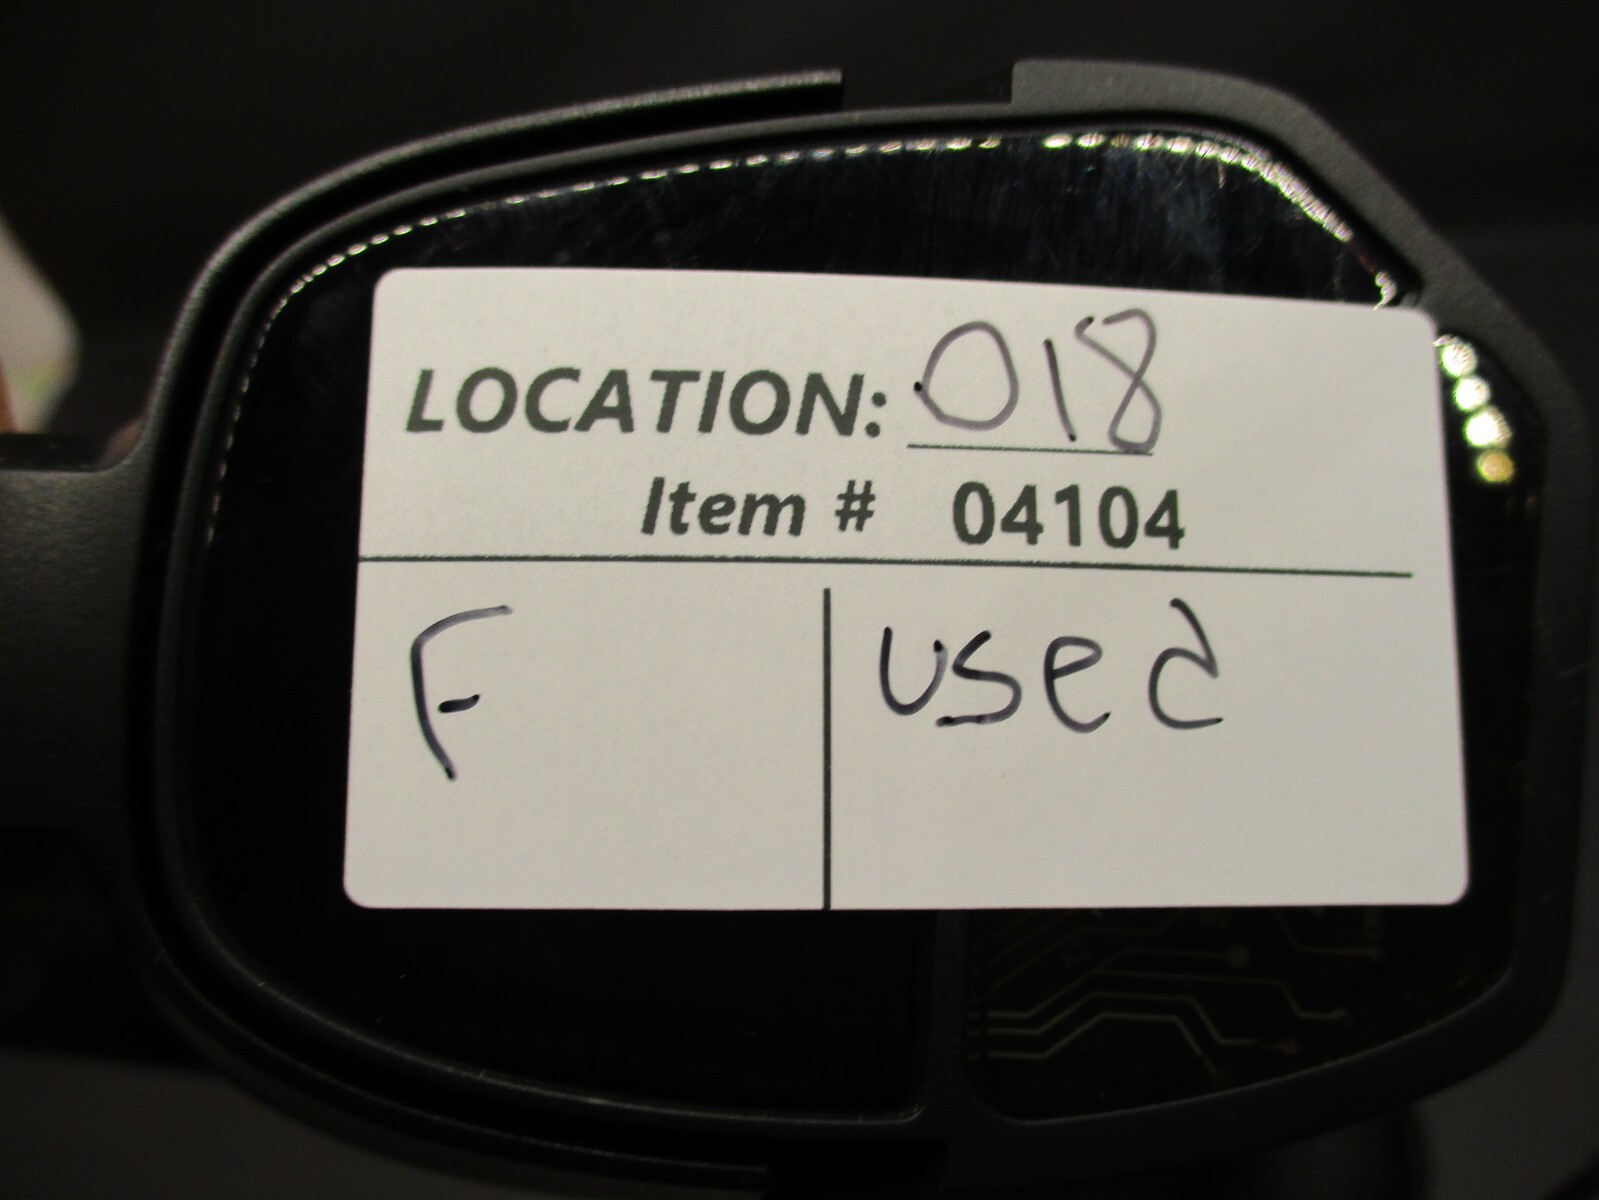 LOCATION: 018
Item # 04104
F
used